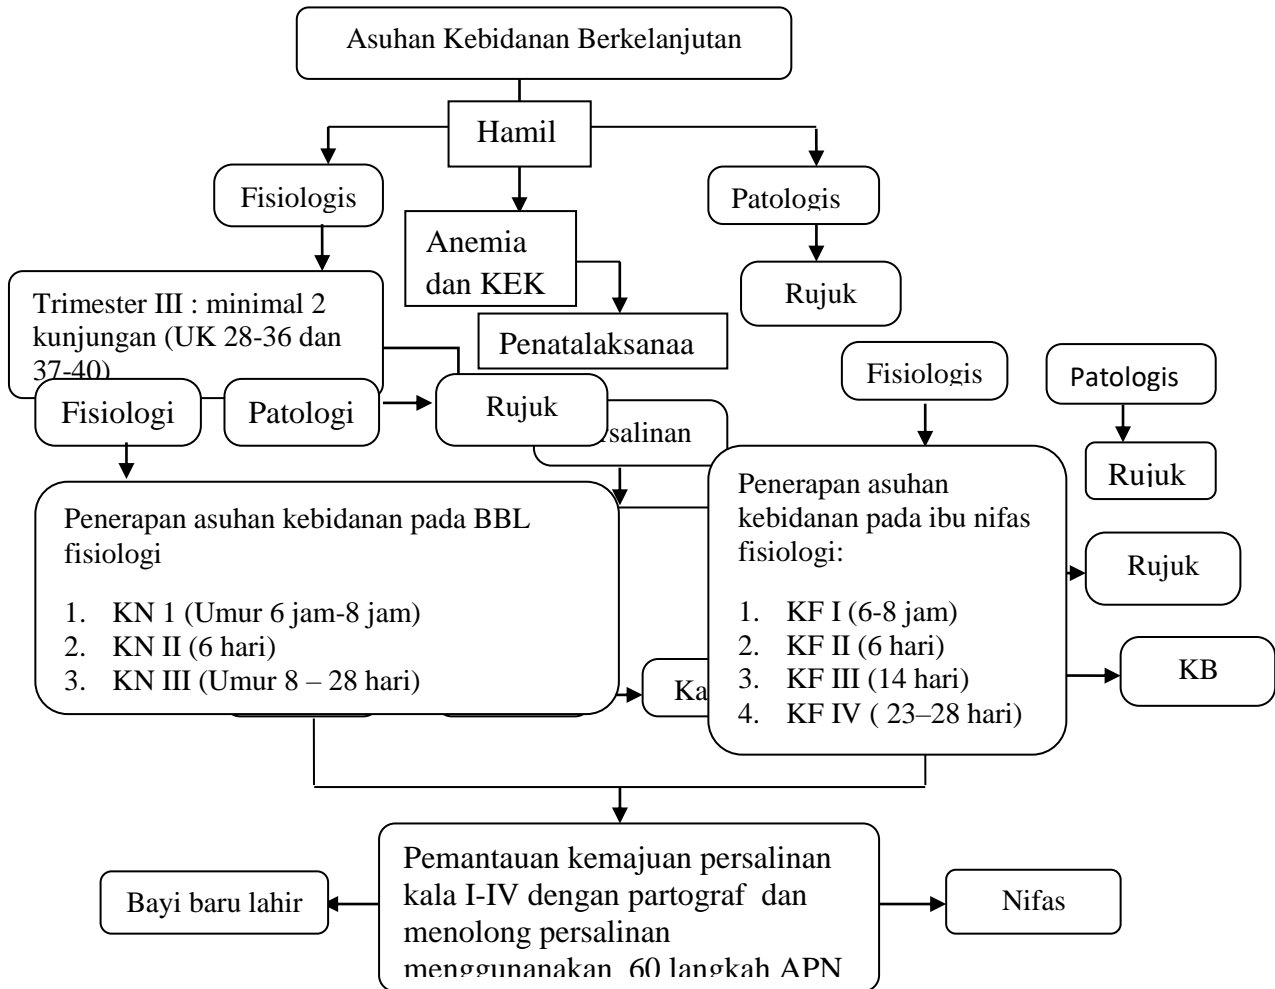 Asuhan Kebidanan Berkelanjutan
Hamil
Fisiologis
Patologis
Anemia
dan KEK
Rujuk
Trimester III : minimal 2
kunjungan (UK 28-36 dan
37-40)
Penatalaksanaa
Fisiologis
Patologis
Fisiologi
Patologi
Rujuk
rsalinan
Rujuk
Penerapan asuhan kebidanan pada BBL
fisiologi
1. KN 1 (Umur 6 jam-8 jam)
2. KN II (6 hari)
3. KN III (Umur 8 – 28 hari)
Ka
Penerapan asuhan
kebidanan pada ibu nifas
fisiologi:
1. KF I (6-8 jam)
2. KF II (6 hari)
3. KF III (14 hari)
4. KF IV ( 23–28 hari)
Rujuk
KB
Pemantauan kemajuan persalinan
kala I-IV dengan partograf dan
menolong persalinan
menggunanakan 60 langkah APN
Bayi baru lahir
Nifas